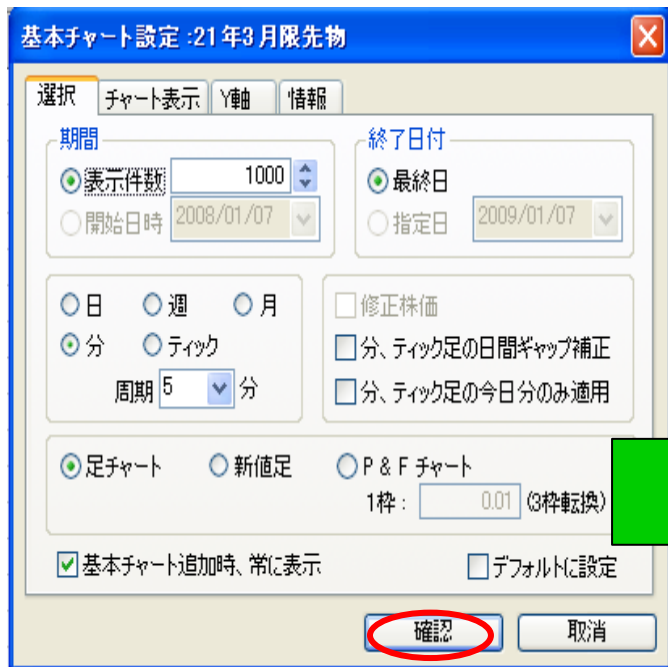 基本チャート設定 :21年3月限先物
選択 チャート表示 Y軸 情報
期間
表示件数 1000
開始日時 2008/01/07
終了日付
最終日
指定日 2009/01/07
日 週 月
分 ティック
周期 5 分
修正株価
分、ティック足の日間ギャップ補正
分、ティック足の今日分のみ適用
足チャート 新値足 P & F チャート
1枠 : 0.01 (3枠転換)
基本チャート追加時、常に表示 デフォルトに設定
確認 取消